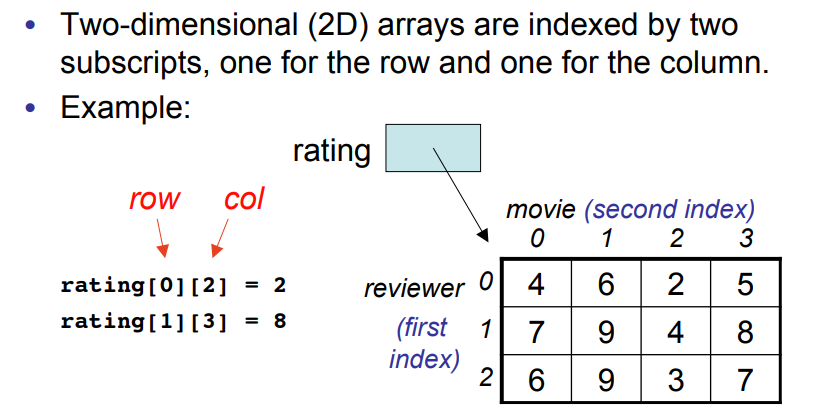 • Two-dimensional (2D) arrays are indexed by two
subscripts, one for the row and one for the column.
• Example:
rating
row col
rating[0][2] = 2
rating[1][3] = 8
movie (second index)
0 1 2 3
reviewer
(first
index)
0 4 6 2 5
1 7 9 4 8
2 6 9 3 7